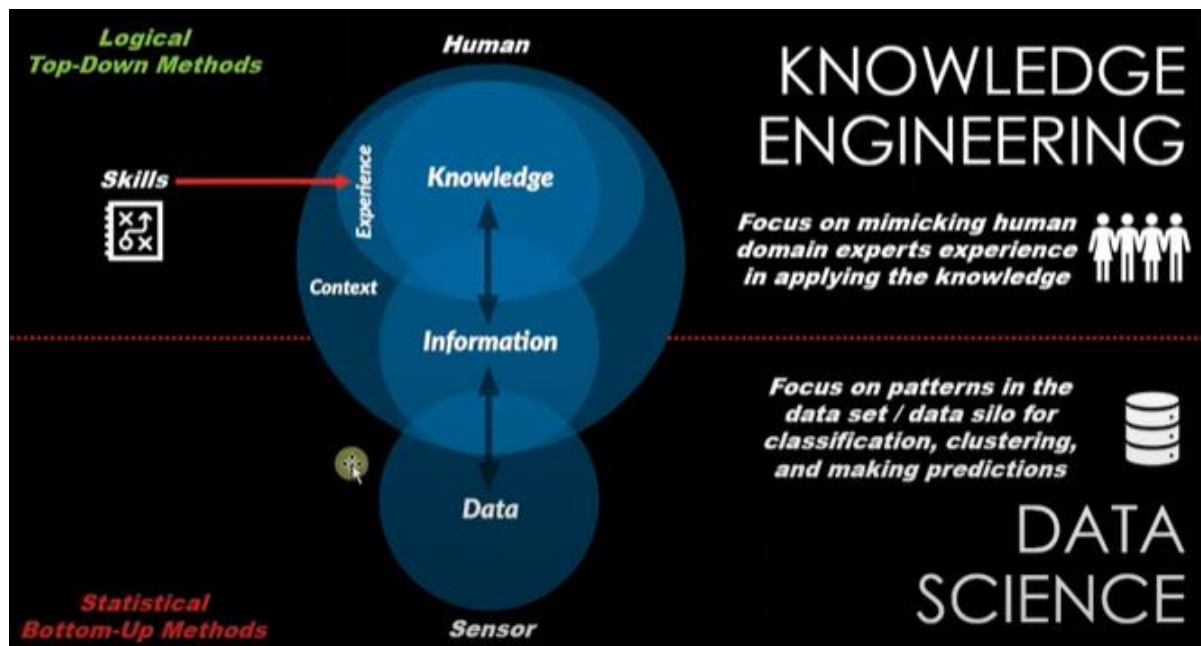 Logical
Top-Down Methods
Human
KNOWLEDGE
ENGINEERING
Skills
Experience
Knowledge
Focus on mimicking human
domain experts experience
in applying the knowledge
Context
Information
Focus on patterns in the
data set / data silo for
classification, clustering,
and making predictions
Data
DATA
SCIENCE
Statistical
Bottom-Up Methods
Sensor